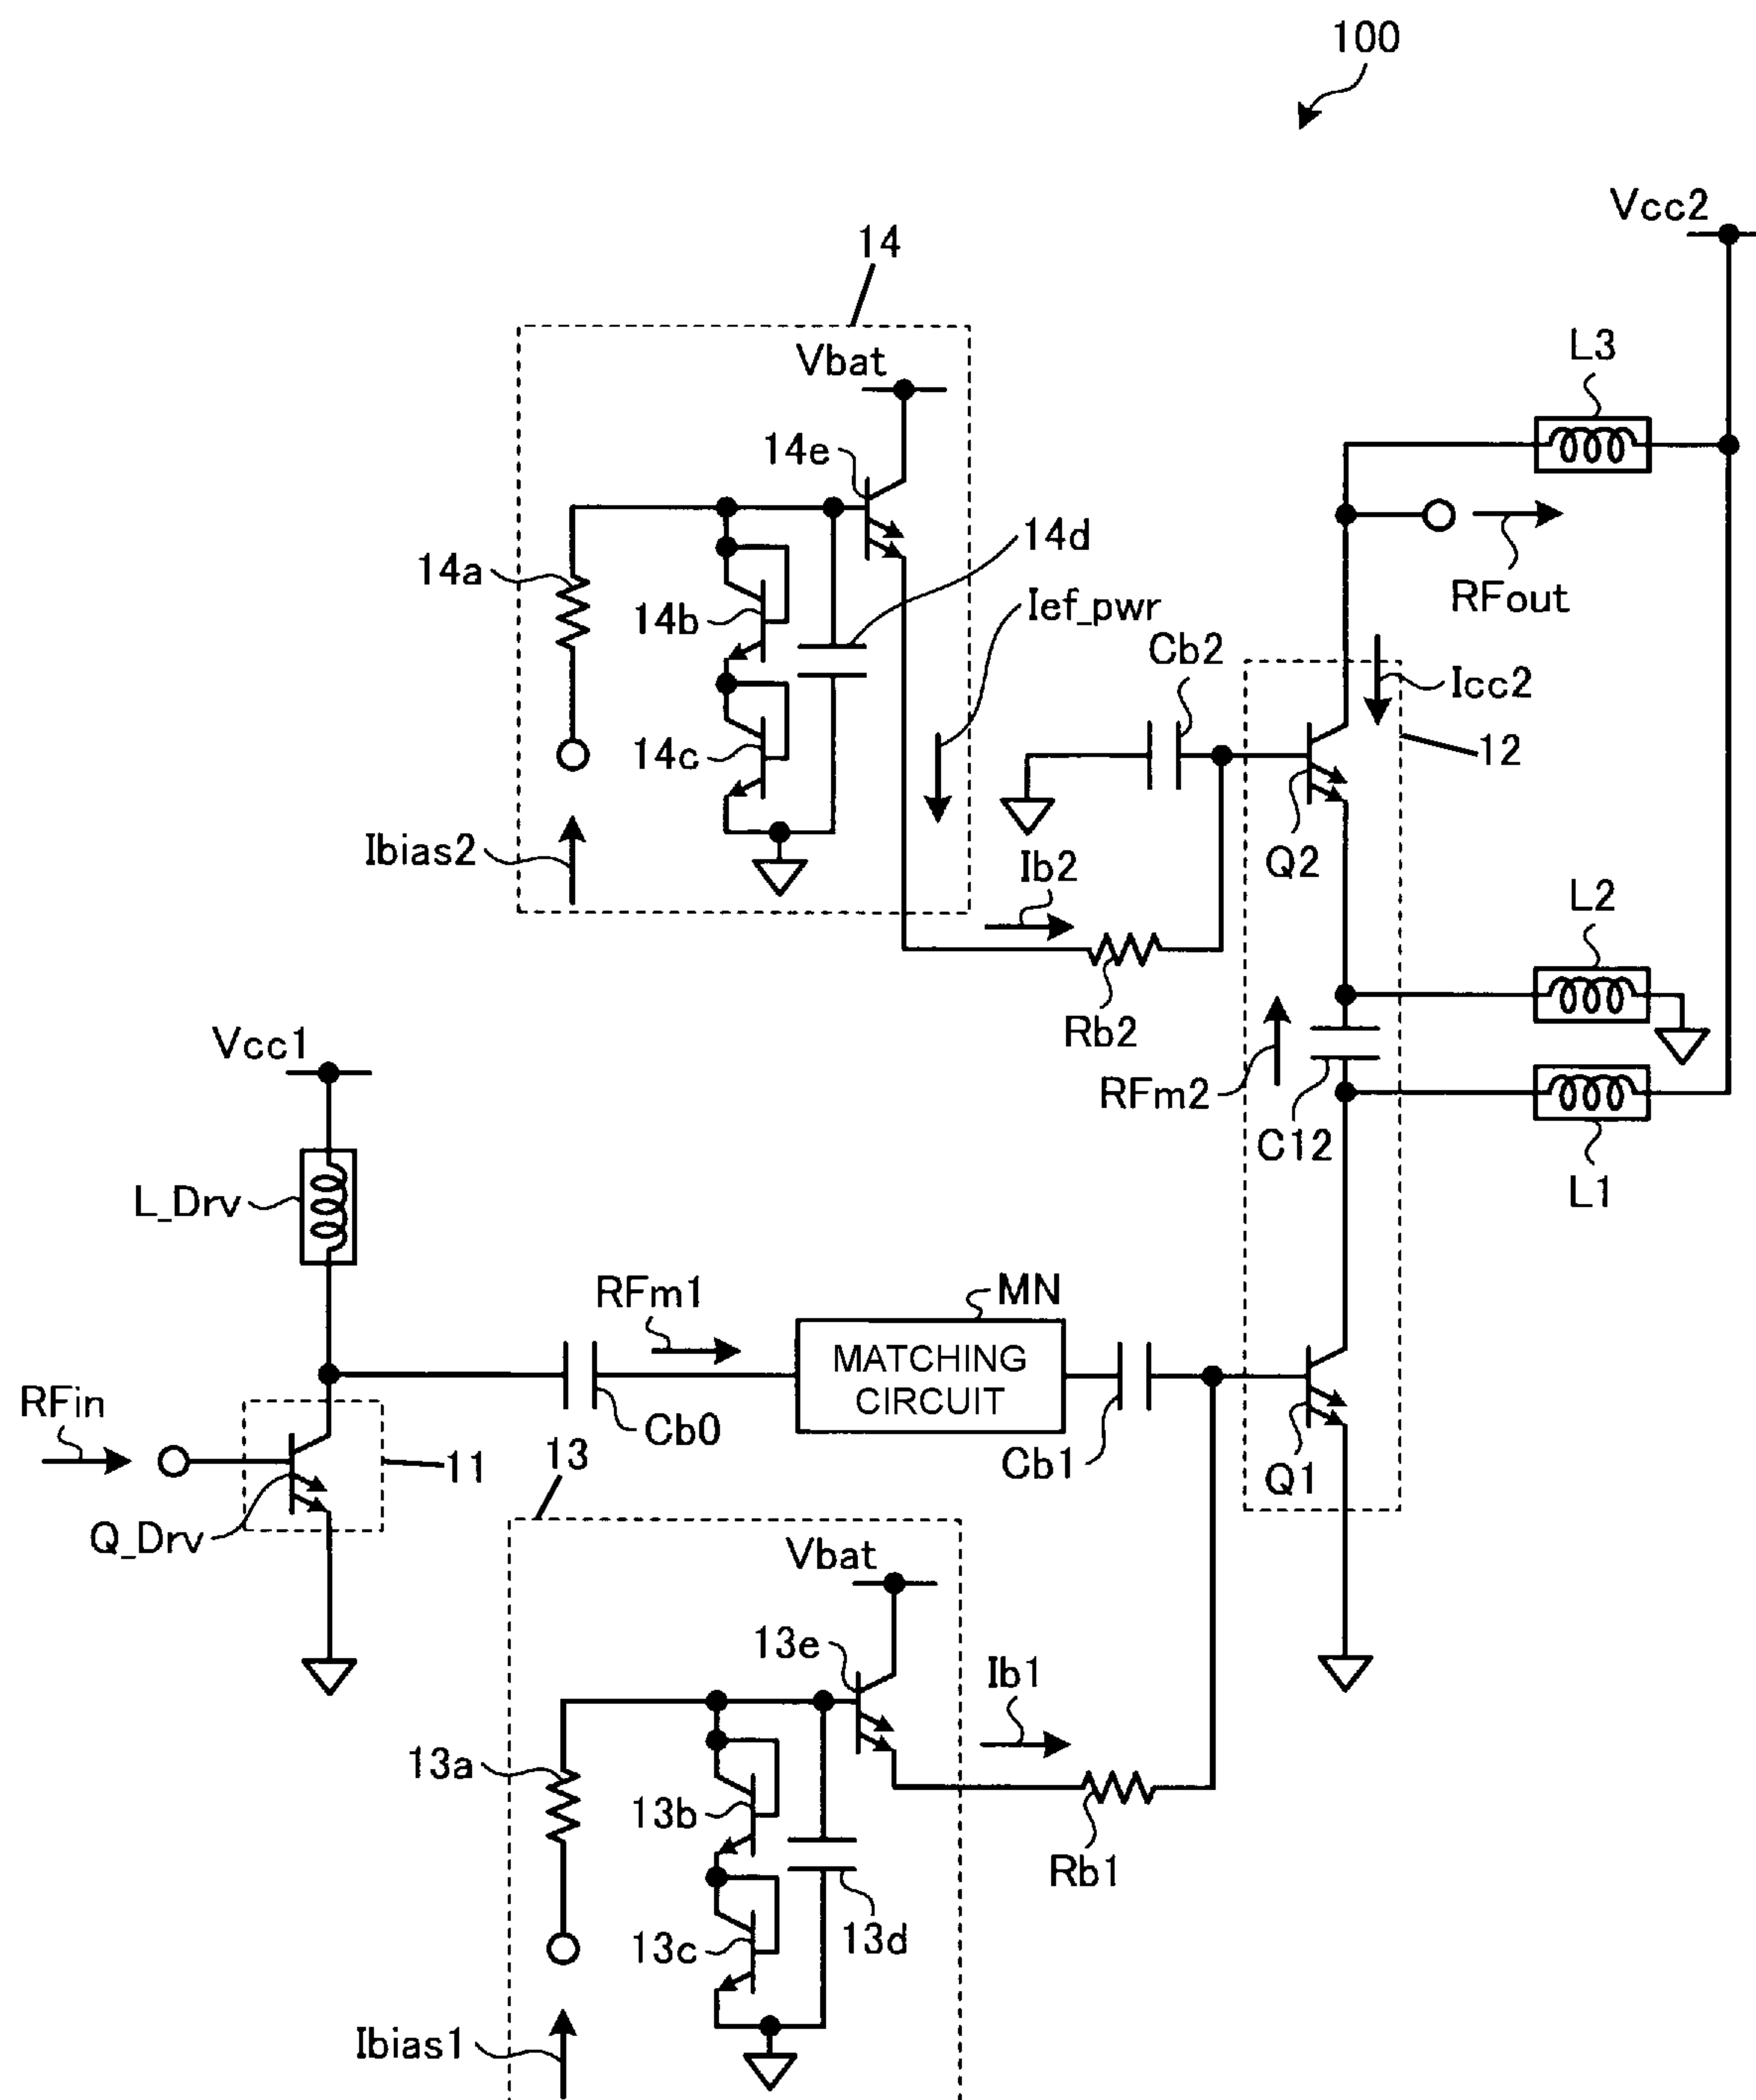 100
Vcc2
14
Vbat
L3
14e
14d
14a
Ief_pwr
RFout
14b
Cb2
Icc2
14c
12
Ibias2
Ib2
Q2
L2
Rb2
Vcc1
RFm2
C12
L1
L_Drv
RFm1
MN
MATCHING
CIRCUIT
RFin
Cb0
13
Cb1
11
Q1
Q_Drv
Vbat
13e
Ib1
13a
13b
Rb1
13c
13d
Ibias1